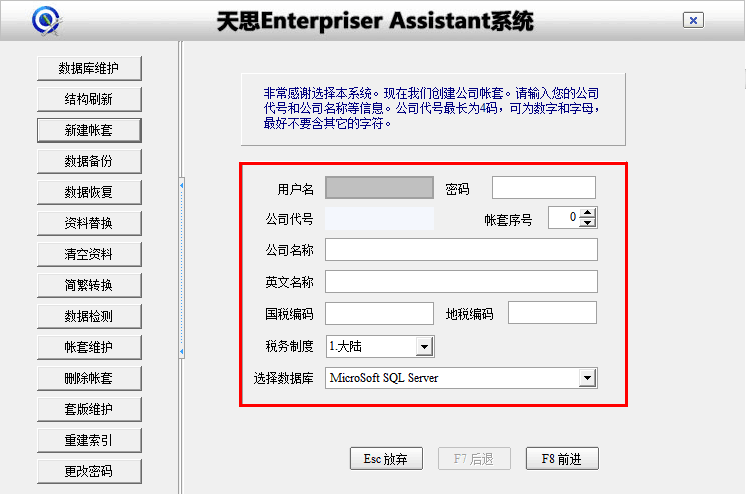 天思Enterpriser Assistant系统
数据库维护
结构刷新
新建帐套
数据备份
数据恢复
资料替换
清空资料
简繁转换
数据检测
帐套维护
删除帐套
套版维护
重建索引
更改密码
非常感谢选择本系统。现在我们创建公司帐套。请输入您的公司
代号和公司名称等信息。公司代号最长为4码，可为数字和字母，
最好不要含其它的字符。
用户名 密码
公司代号 帐套序号 0
公司名称
英文名称
国税编码 地税编码
税务制度 1.大陆
选择数据库 MicroSoft SQL Server
Esc 放弃 F7 后退 F8 前进